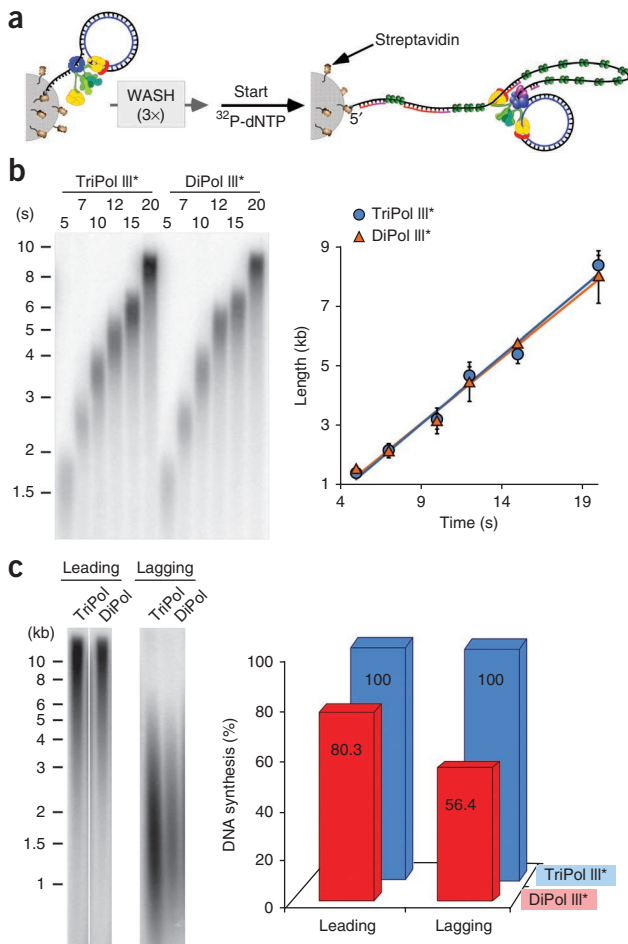 a
Streptavidin
WASH
(3×)
Start
³²P-dNTP
5′
b
TriPol III* DiPol III*
7 12 20 7 12 20
(s) 5 10 15 5 10 15
10
8
6
5
4
3
2
1.5
TriPol III*
DiPol III*
9
7
5
3
1
Length (kb)
4 9 14 19
Time (s)
c
Leading Lagging
TriPol DiPol TriPol DiPol
(kb)
10
8
6
5
4
3
2
1.5
1
100
80
60
40
20
0
DNA synthesis (%)
100 100
80.3
56.4
TriPol III*
DiPol III*
Leading Lagging